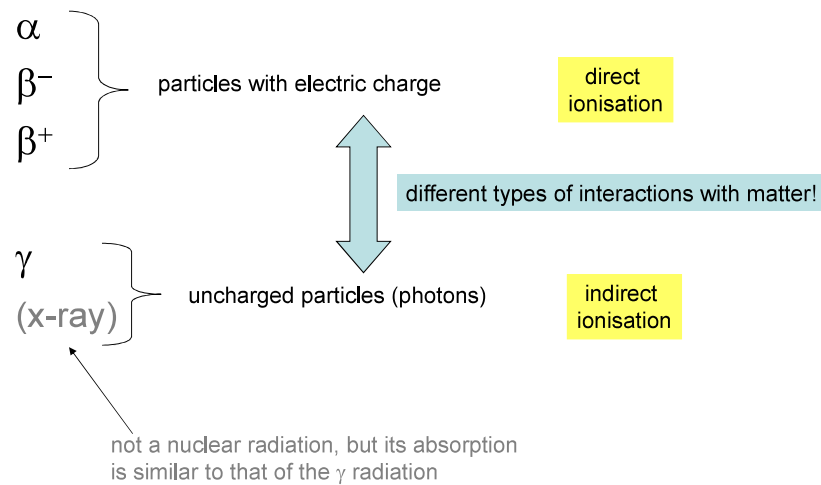 α
β⁻
β⁺
particles with electric charge
direct
ionisation
different types of interactions with matter!
γ
(x-ray)
uncharged particles (photons)
indirect
ionisation
not a nuclear radiation, but its absorption
is similar to that of the γ radiation